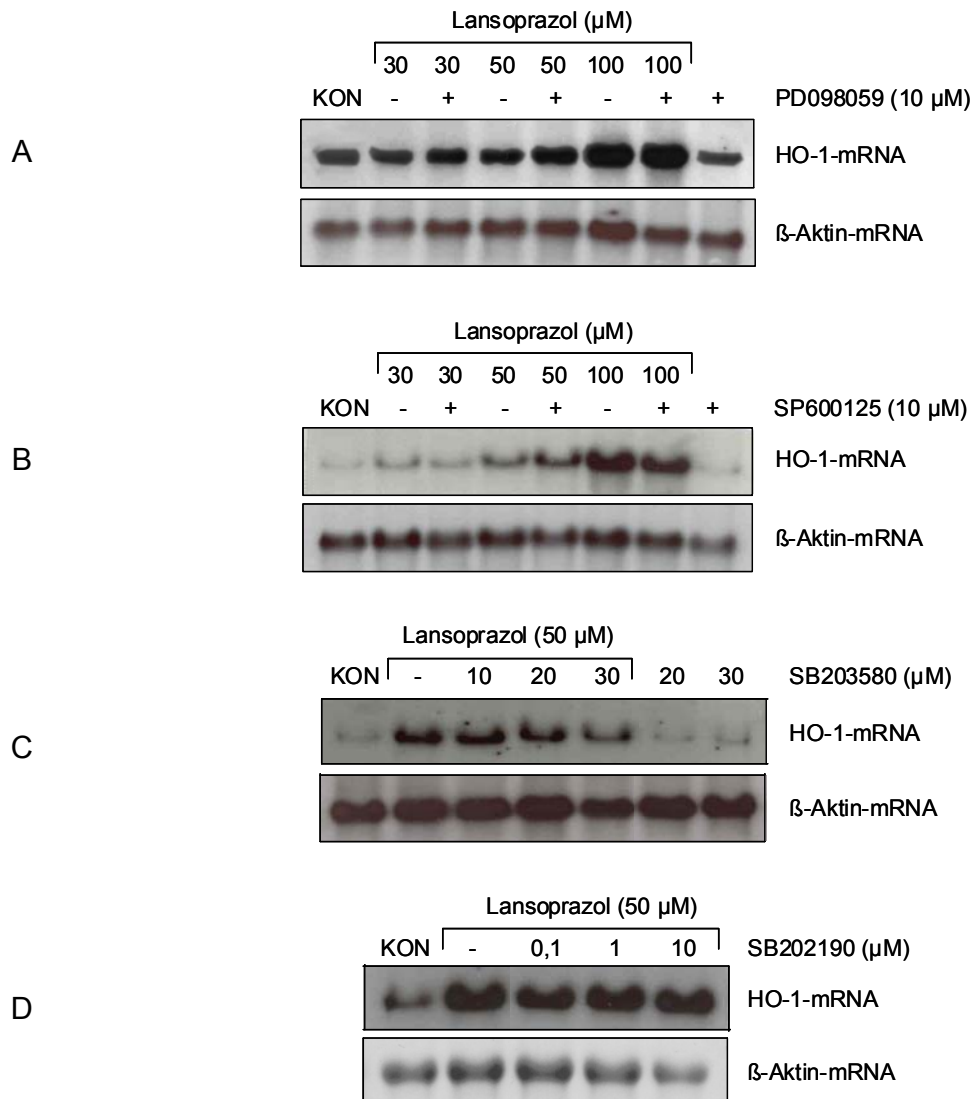 Lansoprazol (µM)
30 30 50 50 100 100
KON - + - + - + + PD098059 (10 µM)
A
HO-1-mRNA
ß-Aktin-mRNA
Lansoprazol (µM)
30 30 50 50 100 100
KON - + - + - + + SP600125 (10 µM)
B
HO-1-mRNA
ß-Aktin-mRNA
Lansoprazol (50 µM)
KON - 10 20 30 20 30 SB203580 (µM)
C
HO-1-mRNA
ß-Aktin-mRNA
Lansoprazol (50 µM)
KON - 0,1 1 10 SB202190 (µM)
D
HO-1-mRNA
ß-Aktin-mRNA